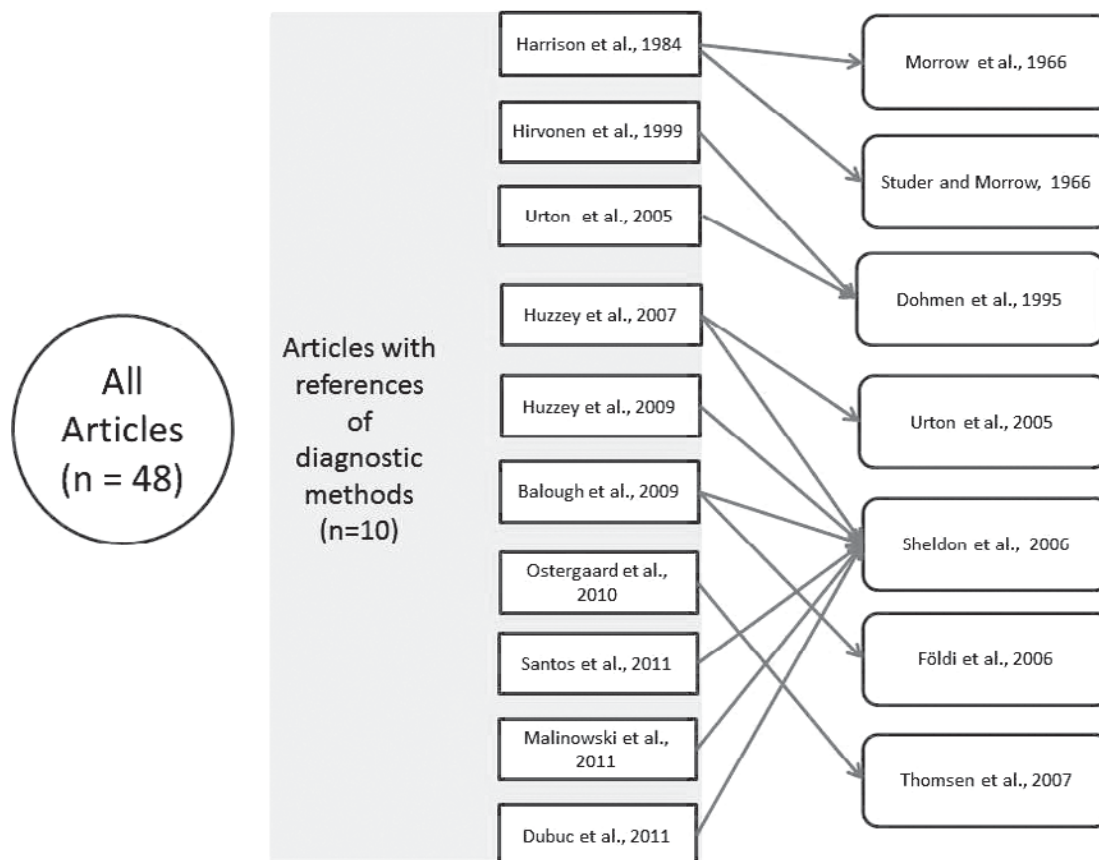 All
Articles
(n = 48)
Articles with
references
of
diagnostic
methods
(n=10)
Harrison et al., 1984
Hirvonen et al., 1999
Urton et al., 2005
Huzzey et al., 2007
Huzzey et al., 2009
Balough et al., 2009
Ostergaard et al.,
2010
Santos et al., 2011
Malinowski et al.,
2011
Dubuc et al., 2011
Morrow et al., 1966
Studer and Morrow, 1966
Dohmen et al., 1995
Urton et al., 2005
Sheldon et al., 2006
Földi et al., 2006
Thomsen et al., 2007